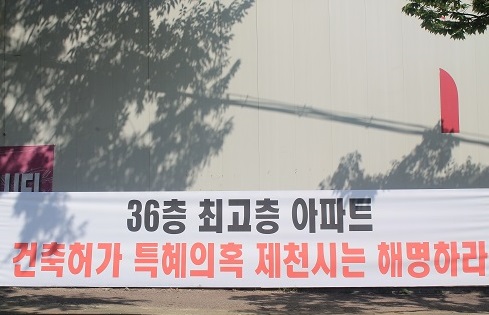 36층 최고층 아파트
건축허가 특혜의혹 제천시는 해명하라